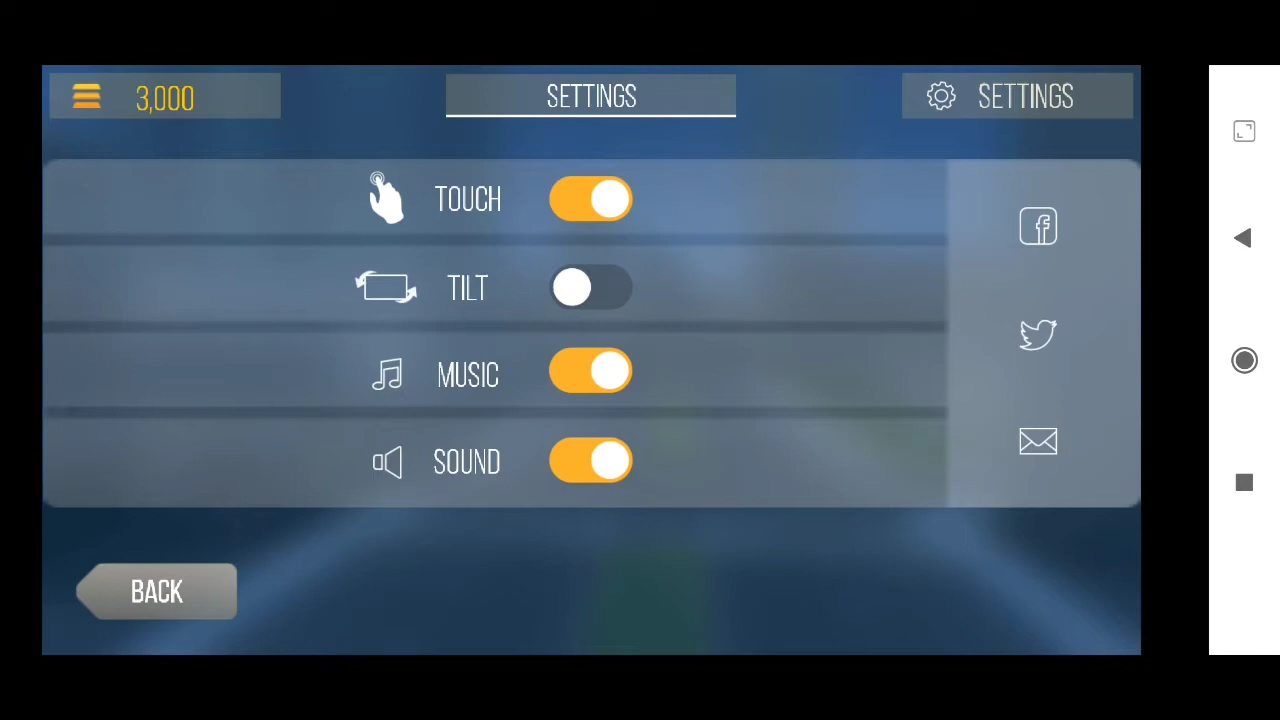 3,000
SETTINGS
SETTINGS
TOUCH
TILT
MUSIC
SOUND
BACK